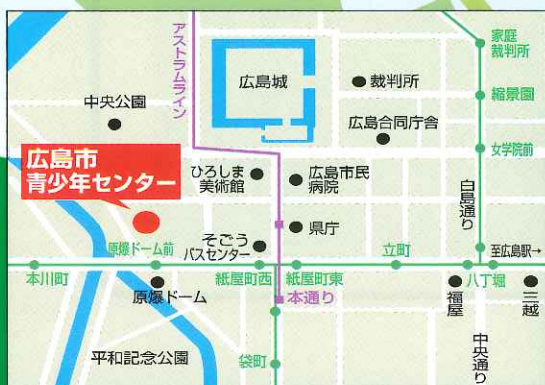 アストラムライン
家庭
裁判所
広島城
裁判所
縮景園
中央公園
広島合同庁舎
広島市
青少年センター
女学院前
ひろしま
美術館
広島市民
病院
白島通り
県庁
そごう
バスセンター
原爆ドーム前
立町
至広島駅→
本川町
紙屋町西
紙屋町東
八丁堀
原爆ドーム
本通り
福屋
三越
平和記念公園
袋町
中央通り